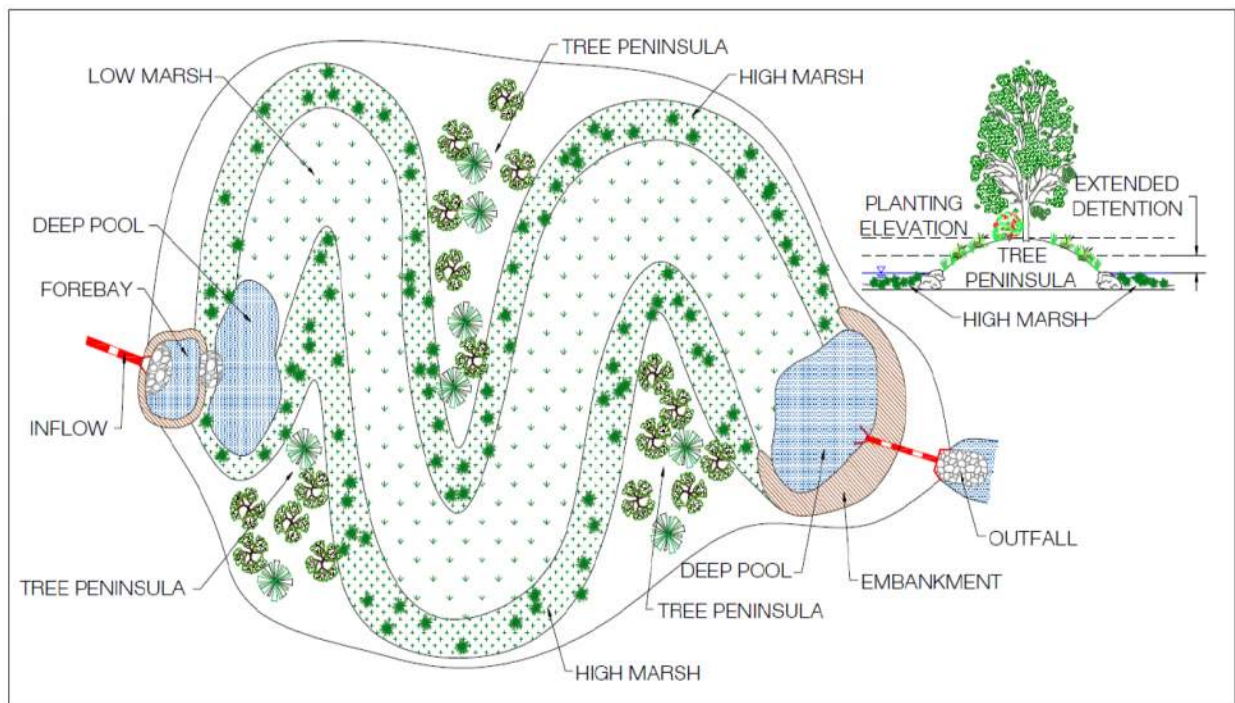 TREE PENINSULA
LOW MARSH
HIGH MARSH
DEEP POOL
FOREBAY
INFLOW
TREE PENINSULA
HIGH MARSH
TREE PENINSULA
DEEP POOL
EMBANKMENT
OUTFALL
PLANTING
ELEVATION
EXTENDED
DETENTION
TREE
PENINSULA
HIGH MARSH